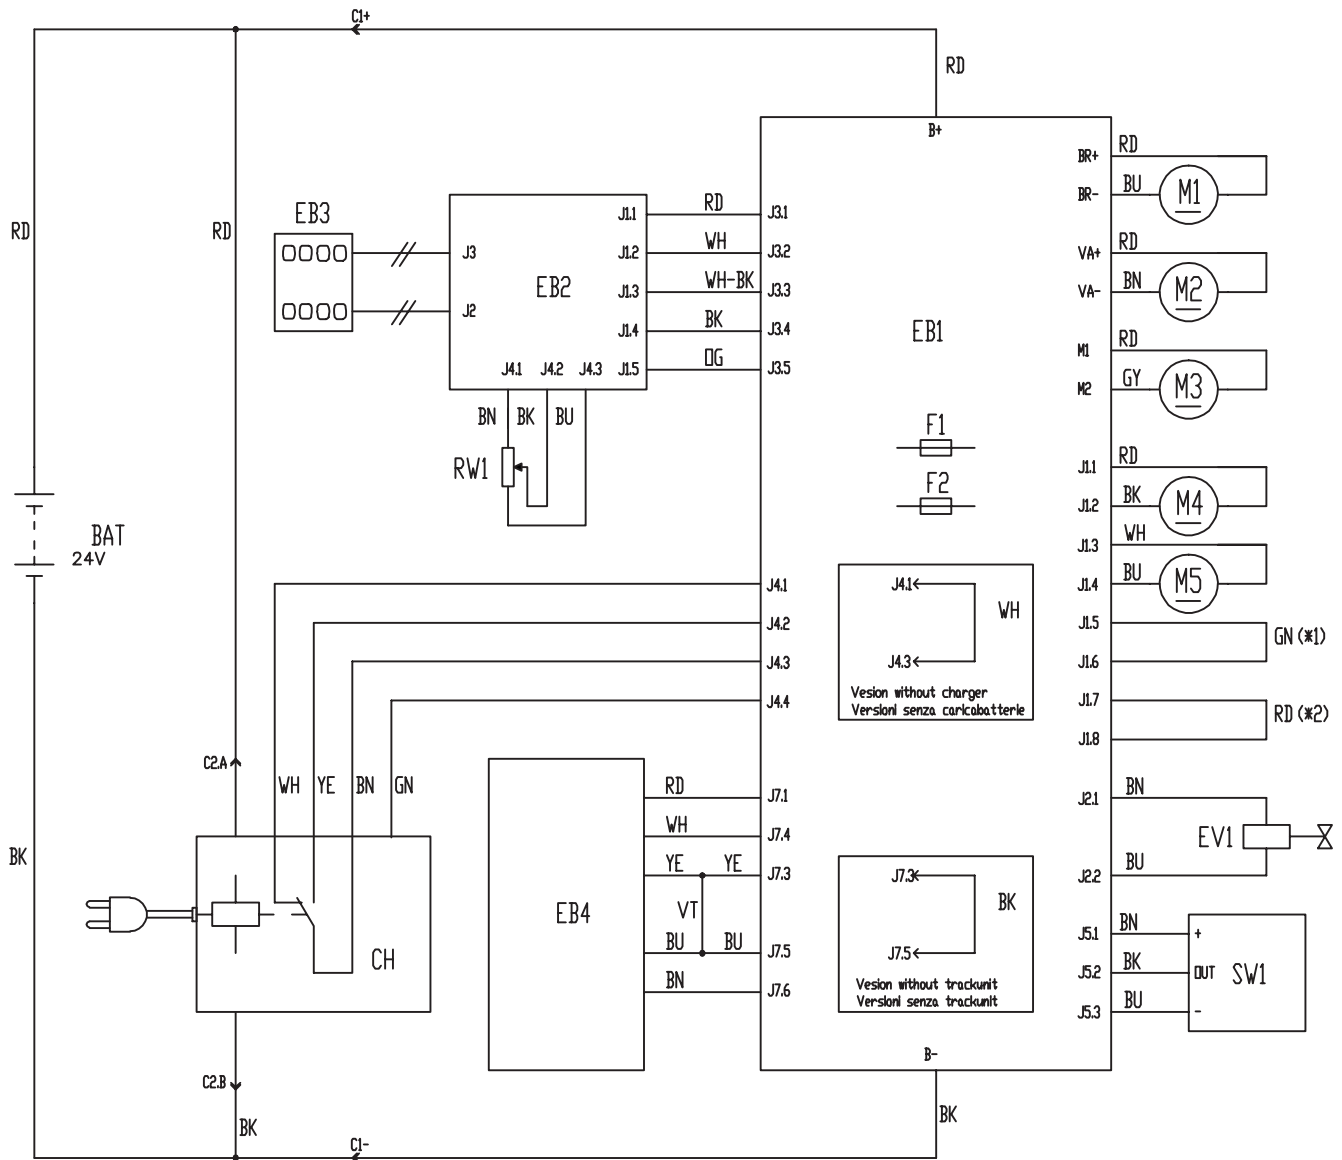 C1+
RD
B+
RD
RD
EB3
J3
J2
EB2
J1.1
J1.2
J1.3
J1.4
J1.5
J4.1
J4.2
J4.3
RD
WH
WH-BK
BK
OG
J3.1
J3.2
J3.3
J3.4
J3.5
BN
BK
BU
RW1
EB1
F1
F2
BR+
RD
BR-
BU
M1
VA+
RD
VA-
BN
M2
M1
RD
M2
GY
M3
J1.1
RD
J1.2
BK
M4
J1.3
WH
J1.4
BU
M5
J1.5
J1.6
GN (*1)
J1.7
J1.8
RD (*2)
BAT
24V
J4.1
J4.2
J4.3
J4.4
J4.1
WH
J4.3
Vesion without charger
Versioni senza caricabatterie
C2.A
WH
YE
BN
GN
BK
CH
EB4
RD
J7.1
WH
J7.4
YE
YE
J7.3
VT
BU
BU
J7.5
BN
J7.6
J7.3
BK
J7.5
Vesion without trackunit
Versioni senza trackunit
J2.1
BN
EV1
J2.2
BU
J5.1
BN
+
J5.2
BK
OUT
SW1
J5.3
BU
-
B-
C2.B
BK
BK
C1-